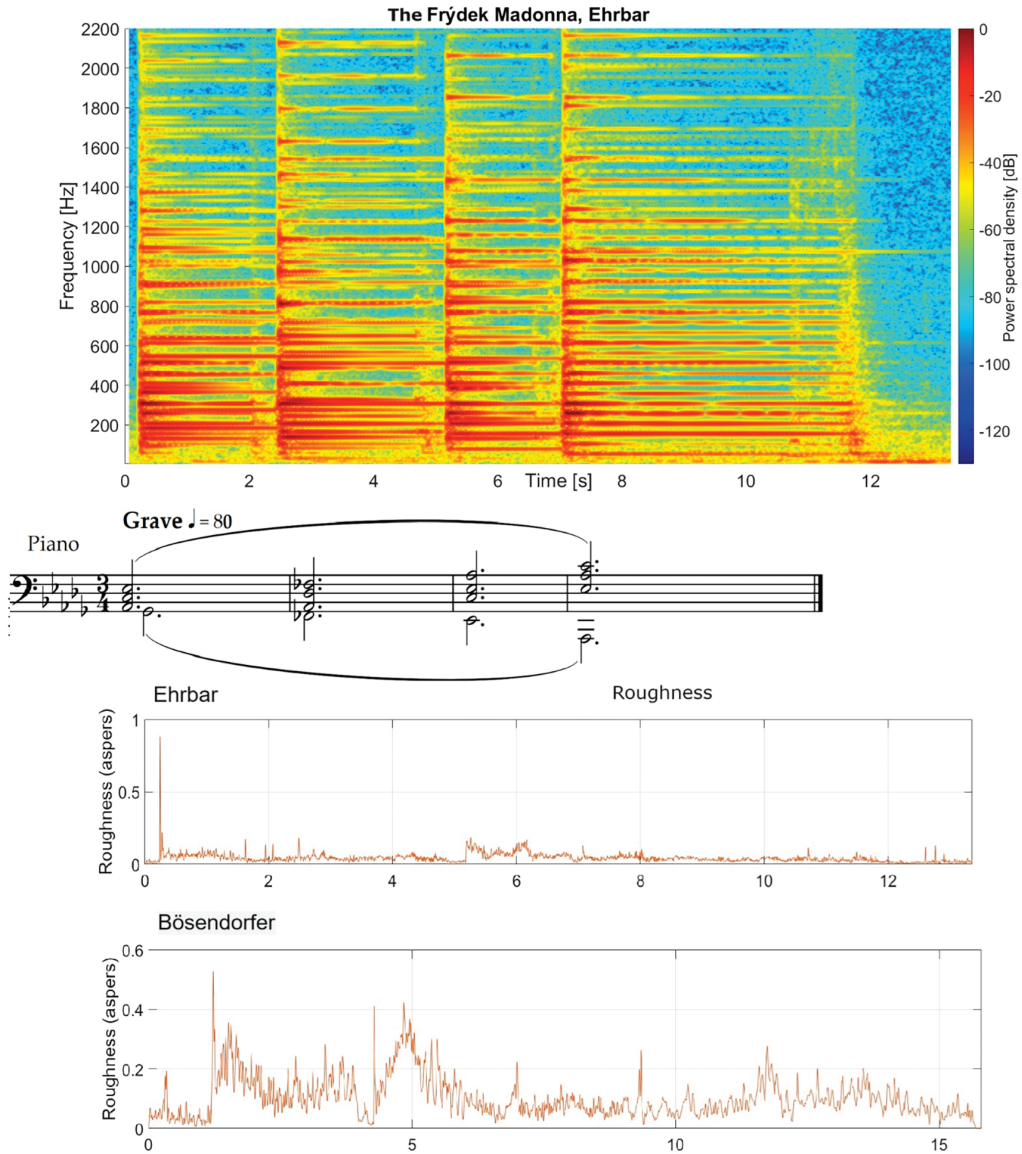 The Frýdek Madonna, Ehrbar
2200
2000
1800
1600
1400
1200
1000
800
600
400
200
Frequency [Hz]
0 2 4 6 Time [s] 8 10 12
0
-20
-40
-60
-80
-100
-120
Power spectral density [dB]
Grave ♩= 80
Piano
3
4
Ehrbar
Roughness
Roughness (aspers)
1
0.5
0
0 2 4 6 8 10 12
Bösendorfer
Roughness (aspers)
0.6
0.4
0.2
0
0 5 10 15